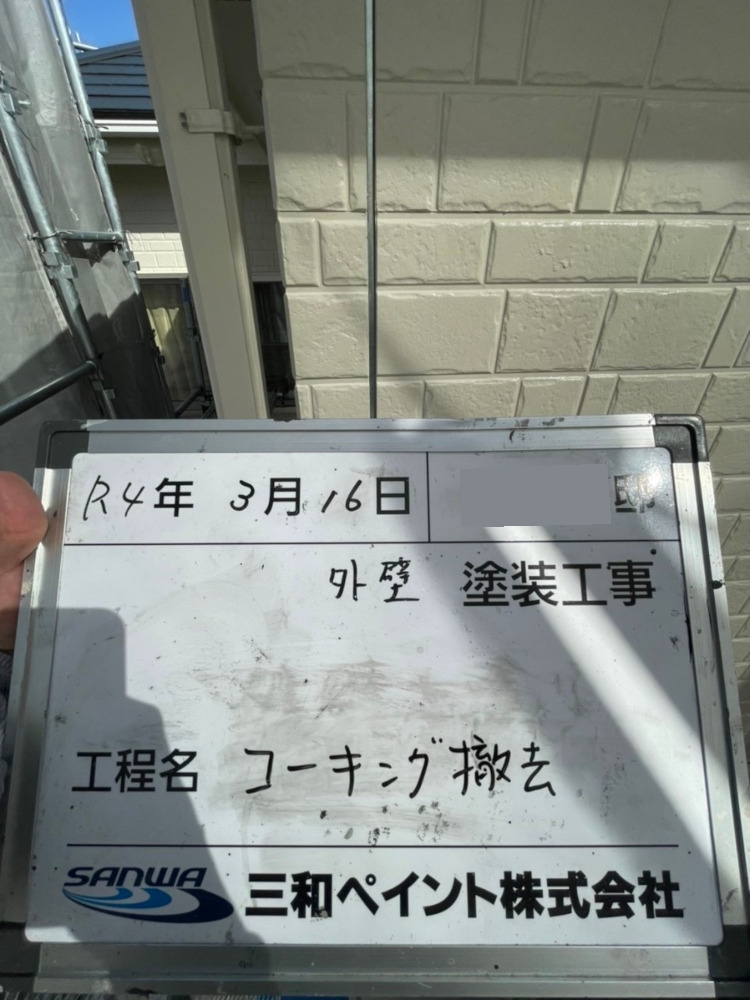 R4年 3月16日 邸
外壁 塗装工事
工程名 コーキング撤去
SANWA 三和ペイント株式会社